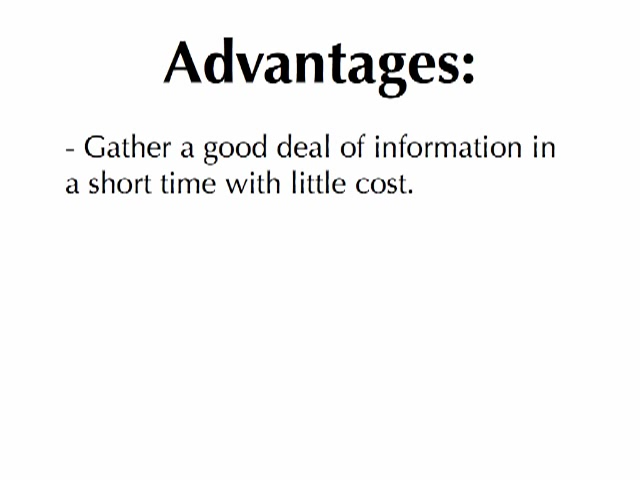 Advantages:
- Gather a good deal of information in
a short time with little cost.